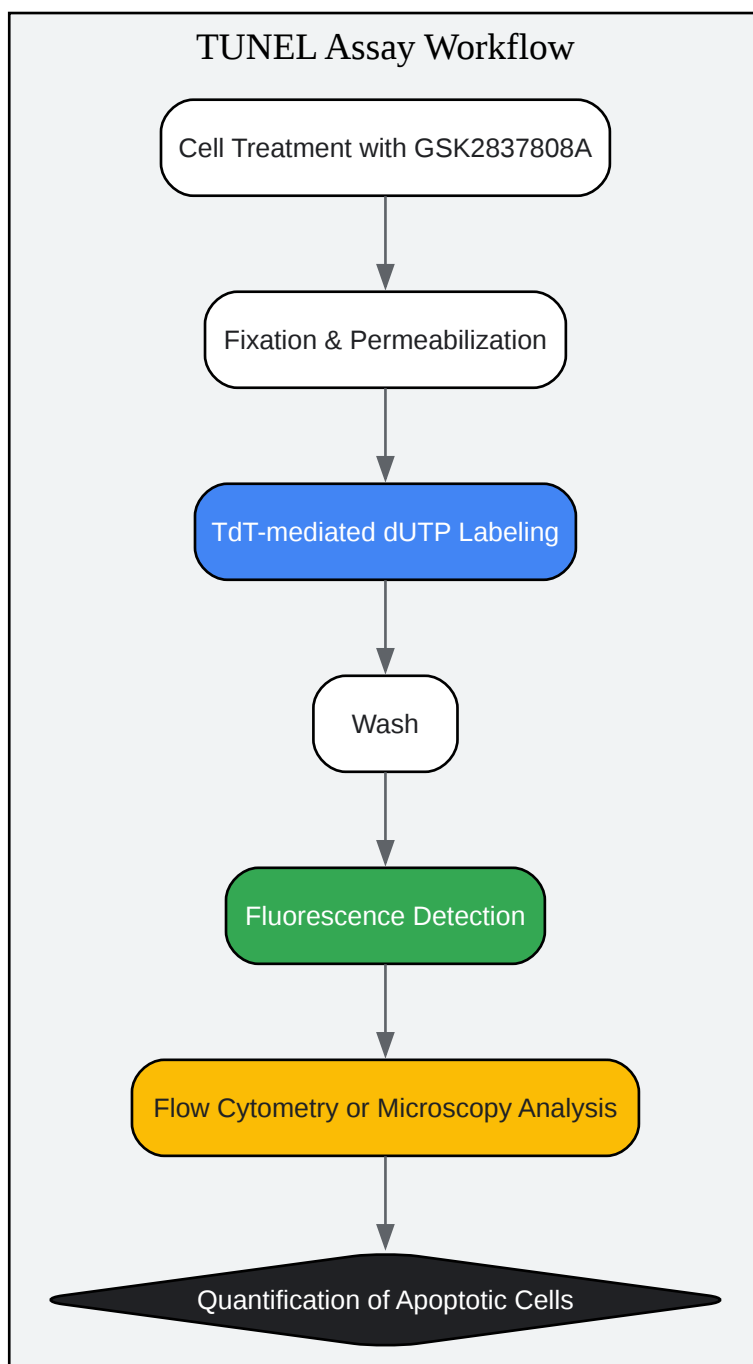 TUNEL Assay Workflow
Cell Treatment with GSK2837808A
Fixation & Permeabilization
TdT-mediated dUTP Labeling
Wash
Fluorescence Detection
Flow Cytometry or Microscopy Analysis
Quantification of Apoptotic Cells